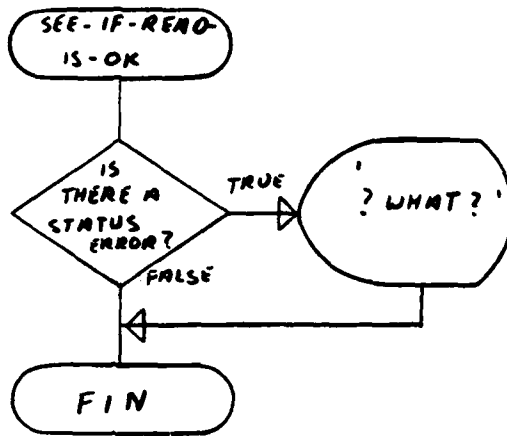 SEE-IF-READ-
IS-OK
IS
THERE A
STATUS
ERROR?
TRUE
'? WHAT?'
FALSE
FIN